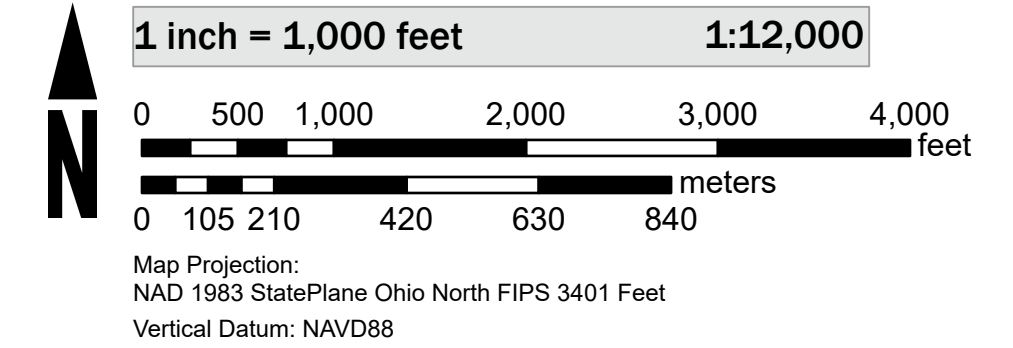 N
1 inch = 1,000 feet 1:12,000
0 500 1,000 2,000 3,000 4,000
feet
meters
0 105 210 420 630 840
Map Projection:
NAD 1983 StatePlane Ohio North FIPS 3401 Feet
Vertical Datum: NAVD88